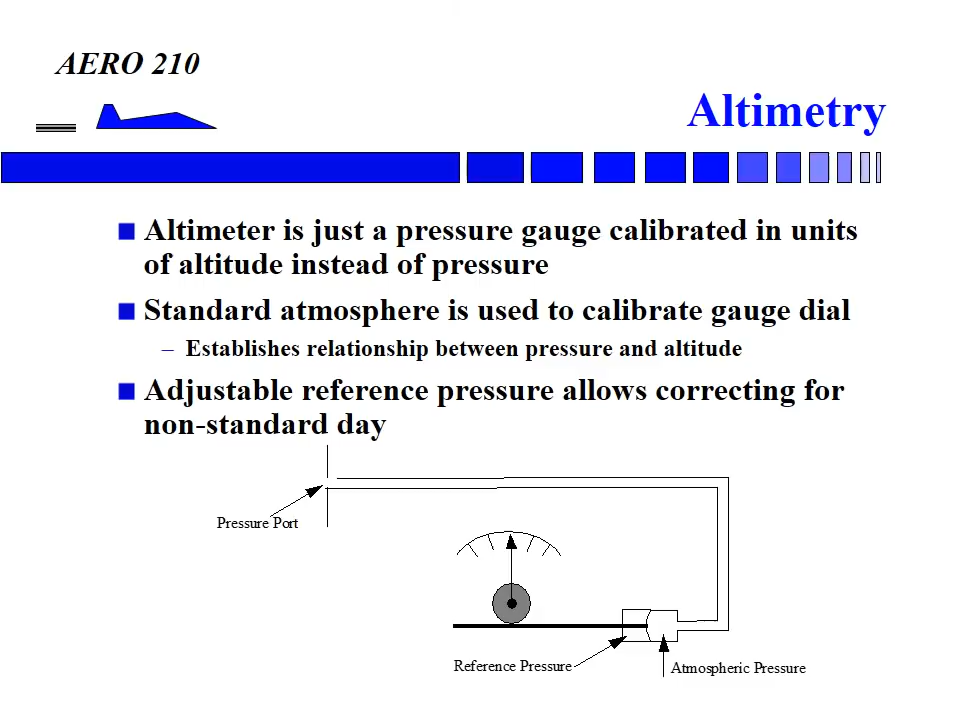 AERO 210
Altimetry
Altimeter is just a pressure gauge calibrated in units
of altitude instead of pressure
Standard atmosphere is used to calibrate gauge dial
– Establishes relationship between pressure and altitude
Adjustable reference pressure allows correcting for
non-standard day
Pressure Port
Reference Pressure
Atmospheric Pressure